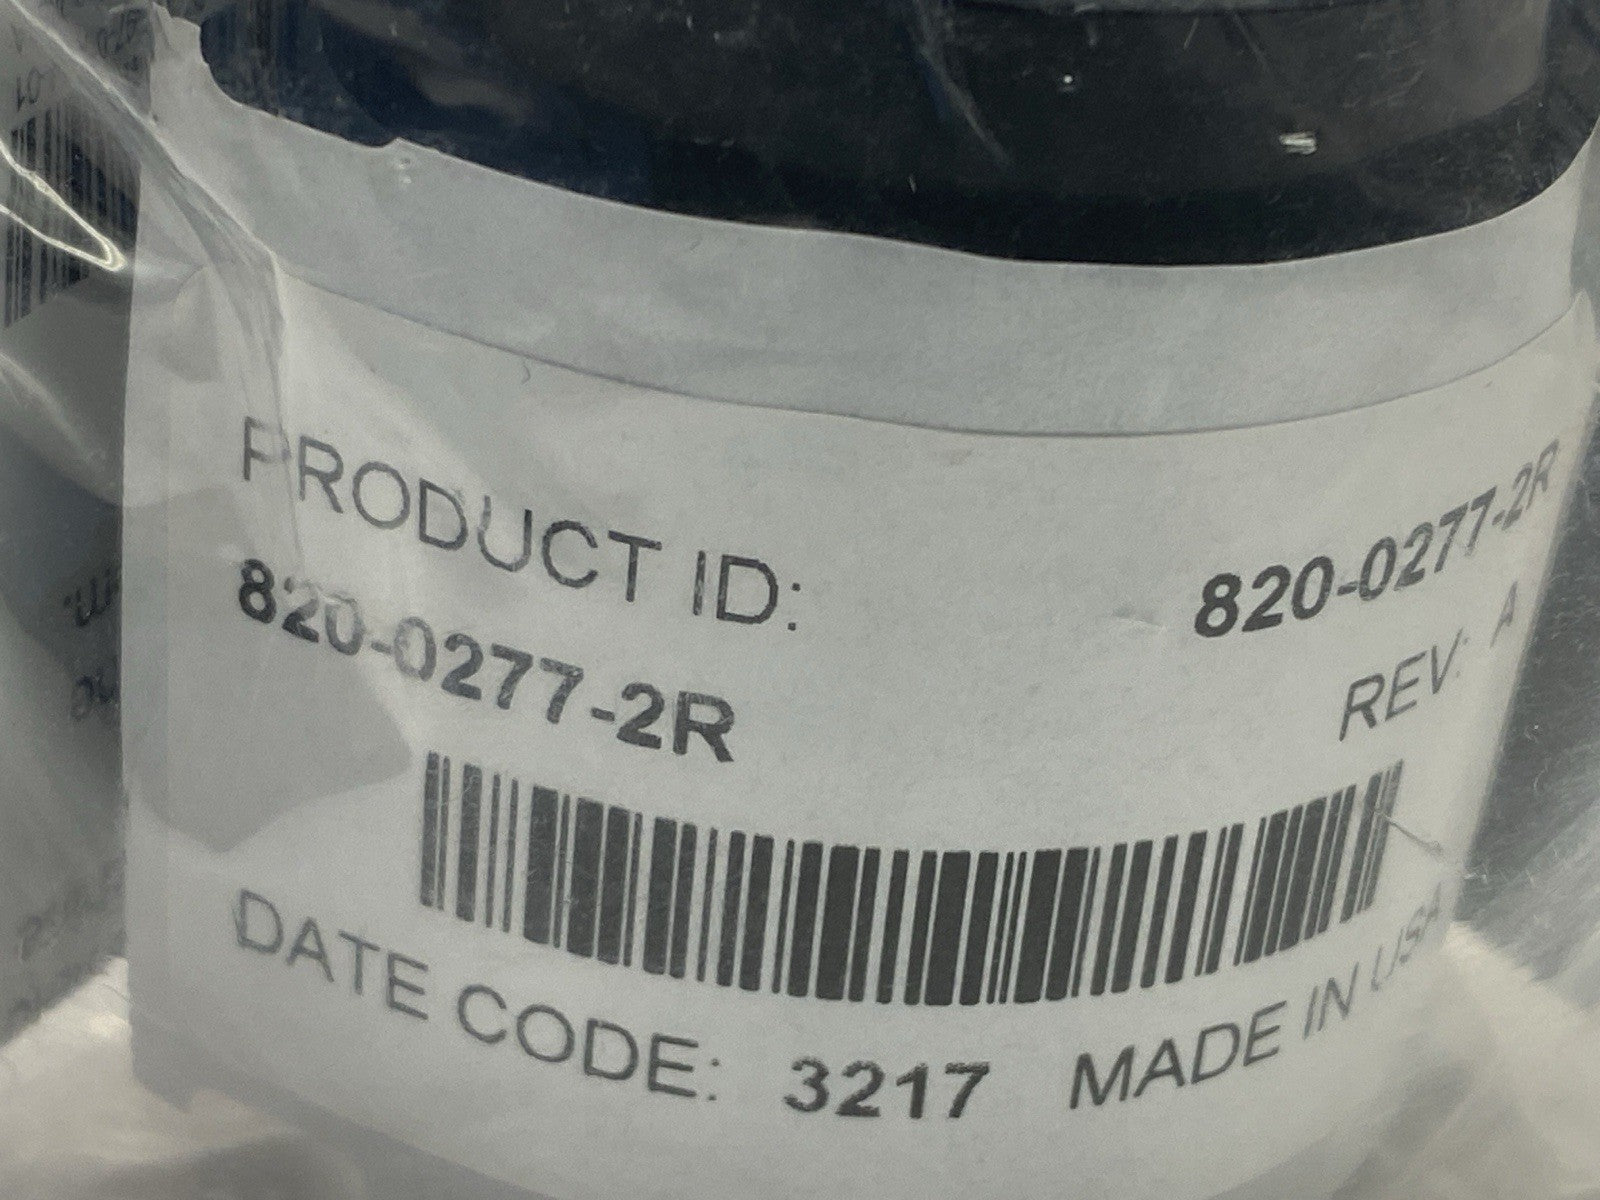 PRODUCT ID:
820-0277-2R
820-0277-2R
REV: A
DATE CODE: 3217 MADE IN USA